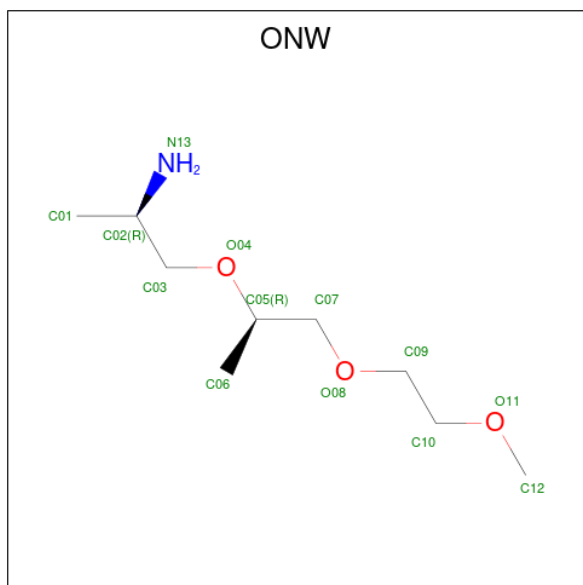 ONW
N13
NH2
C01
C02(R)
O04
O
C03
C05(R)
C07
C06
O
O08
C09
O11
O
C10
C12